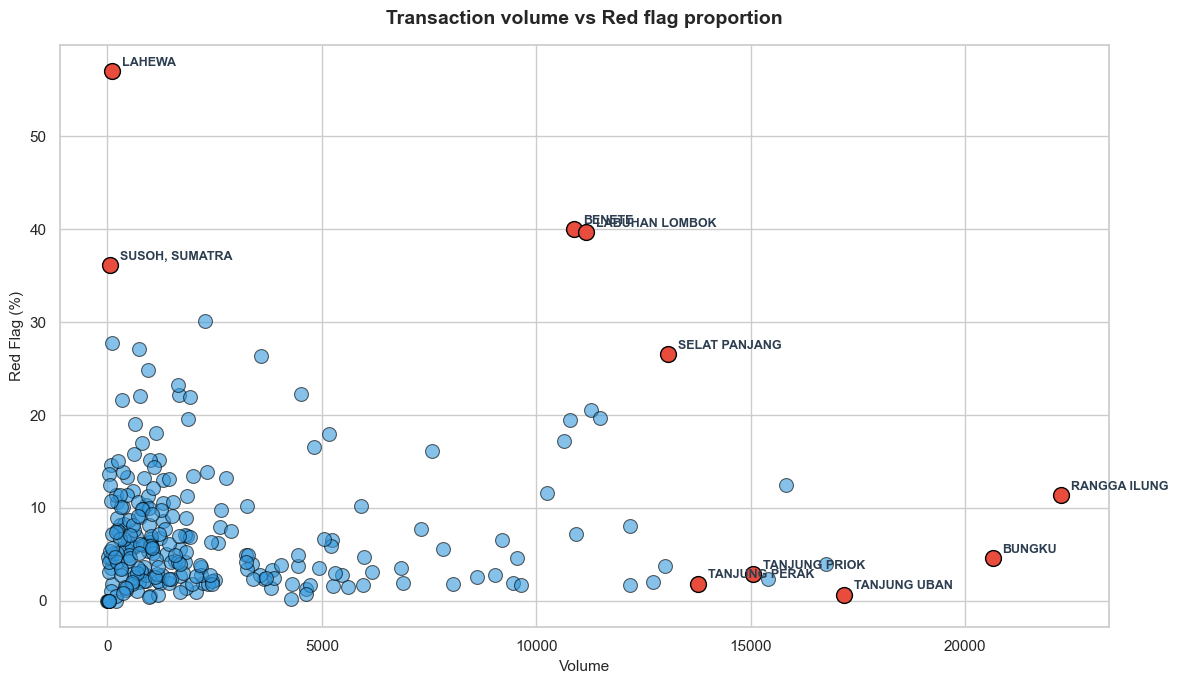 Transaction volume vs Red flag proportion
LAHEWA
50
BENETE
LABUHAN LOMBOK
40
SUSOH, SUMATRA
30
SELAT PANJANG
Red Flag (%)
20
RANGGA ILUNG
10
BUNGKU
TANJUNG PRIOK
TANJUNG PERAK
TANJUNG UBAN
0
0 5000 10000 15000 20000
Volume